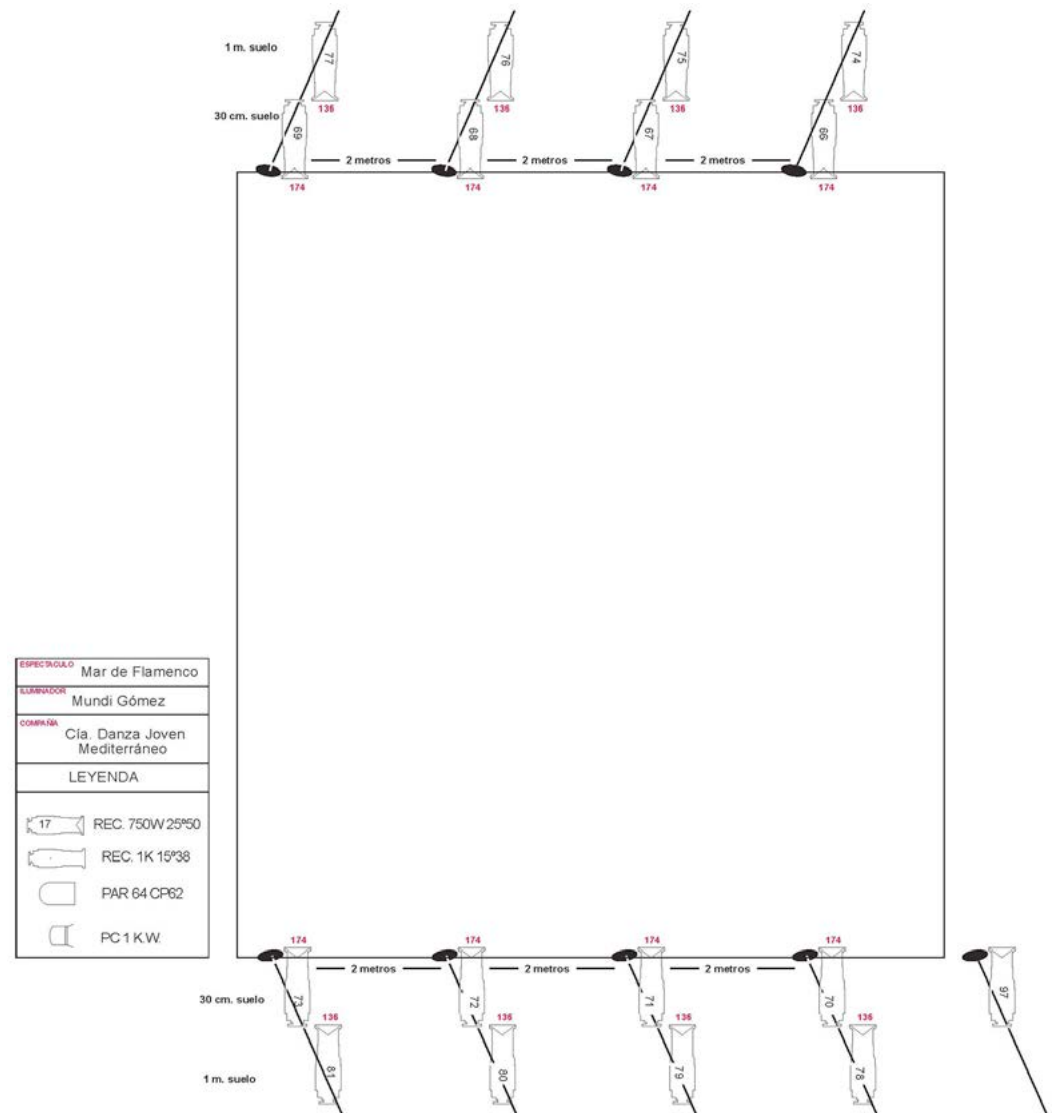 1 m. suelo
77 76 75 74
136 136 136 136
30 cm. suelo
69 68 67 66
2 metros 2 metros 2 metros
174 174 174 174
ESPECTACULO Mar de Flamenco
ILUMINADOR Mundi Gómez
COMPAÑIA Cía. Danza Joven
Mediterráneo
LEYENDA
17 REC. 750W 25º50
REC. 1K 15º38
PAR 64 CP62
PC 1 K.W.
174 174 174 174
2 metros 2 metros 2 metros
30 cm. suelo
73 72 71 70 97
136 136 136 136
1 m. suelo
81 80 79 78